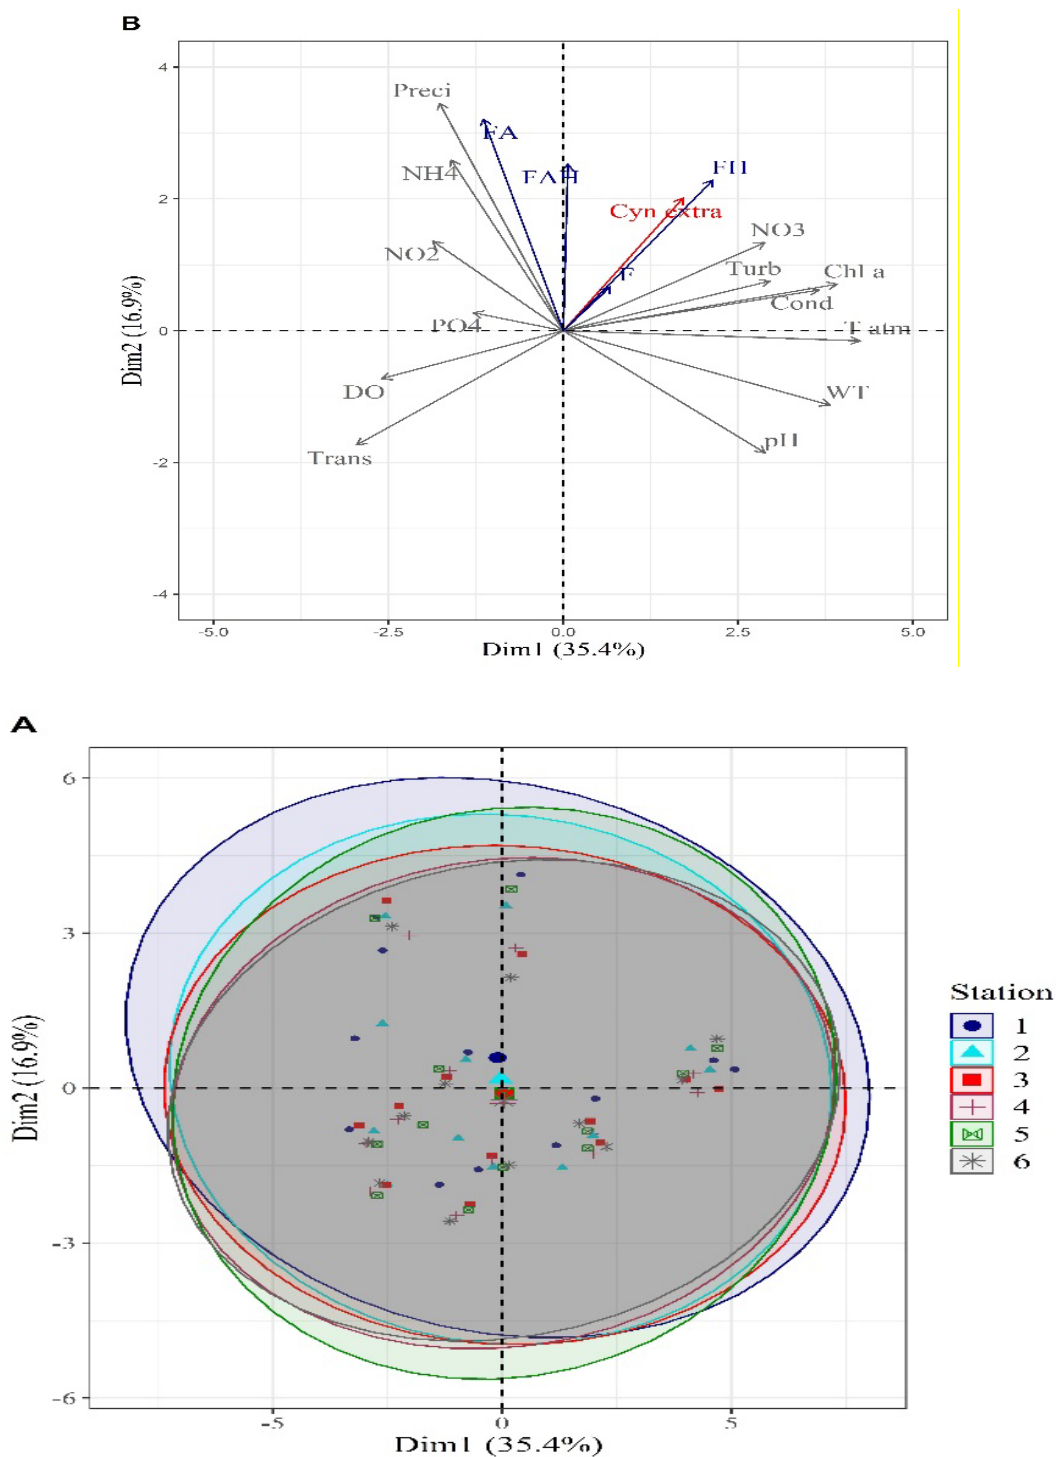 B
4
Preci
FA
NH4
FAH
FH
2
Cyn extra
NO3
NO2
F
Turb
Chl a
Cond
PO4
0
T atm
DO
WT
Trans
pH
-2
-4
Dim2 (16.9%)
-5.0
-2.5
0.0
2.5
5.0
Dim1 (35.4%)
A
6
3
0
-3
-6
Dim2 (16.9%)
-5
0
5
Dim1 (35.4%)
Station
1
2
3
4
5
6